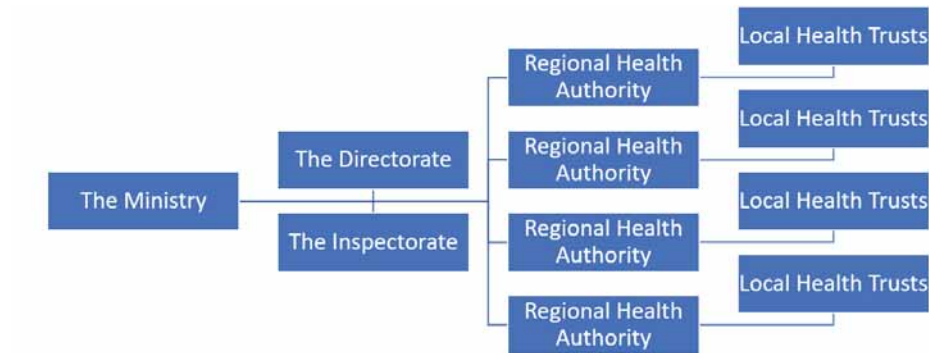 The Ministry
The Directorate
The Inspectorate
Regional Health
Authority
Local Health Trusts
Regional Health
Authority
Local Health Trusts
Regional Health
Authority
Local Health Trusts
Regional Health
Authority
Local Health Trusts